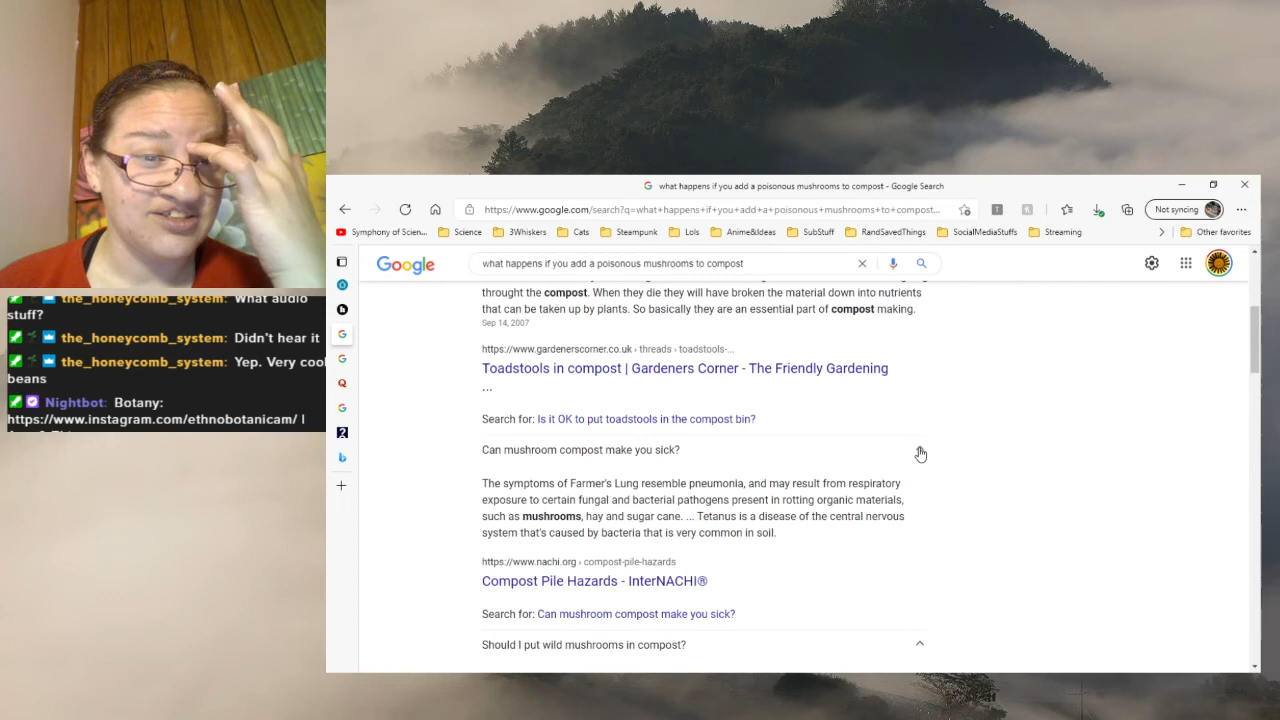 the_honeycomb_system: What audio
stuff?
the_honeycomb_system: Didn't hear it
the_honeycomb_system: Yep. Very cool
beans
Nightbot: Botany:
https://www.instagram.com/ethnobotanicam/ |
what happens if you add a poisonous mushrooms to compost - Google Search
https://www.google.com/search?q=what+happens+if+you+add+a+poisonous+mushrooms+to+compost...
Not syncing
Symphony of Scien... Science 3Whiskers Cats Steampunk Lols Anime&Ideas SubStuff RandSavedThings SocialMediaStuffs Streaming Other favorites
Google
what happens if you add a poisonous mushrooms to compost
throught the compost. When they die they will have broken the material down into nutrients
that can be taken up by plants. So basically they are an essential part of compost making.
Sep 14, 2007
https://www.gardenerscorner.co.uk › threads › toadstools-...
Toadstools in compost | Gardeners Corner - The Friendly Gardening
...
Search for: Is it OK to put toadstools in the compost bin?
Can mushroom compost make you sick?
The symptoms of Farmer's Lung resemble pneumonia, and may result from respiratory
exposure to certain fungal and bacterial pathogens present in rotting organic materials,
such as mushrooms, hay and sugar cane. ... Tetanus is a disease of the central nervous
system that's caused by bacteria that is very common in soil.
https://www.nachi.org › compost-pile-hazards
Compost Pile Hazards - InterNACHI®
Search for: Can mushroom compost make you sick?
Should I put wild mushrooms in compost?